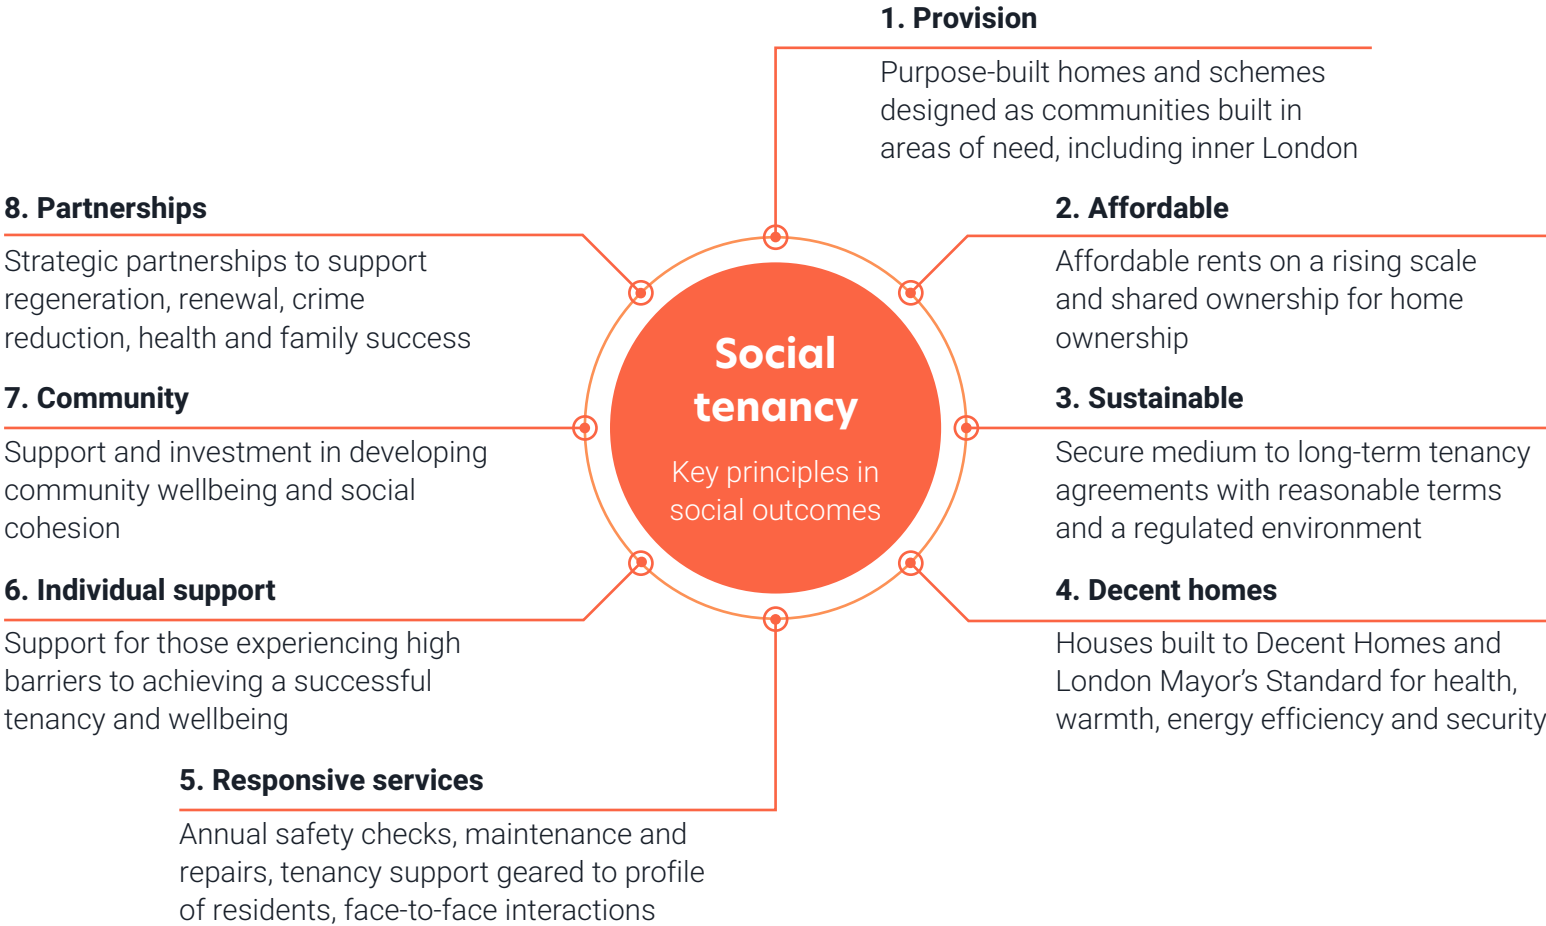 Social
tenancy
Key principles in
social outcomes
1. Provision
Purpose-built homes and schemes
designed as communities built in
areas of need, including inner London
2. Affordable
Affordable rents on a rising scale
and shared ownership for home
ownership
3. Sustainable
Secure medium to long-term tenancy
agreements with reasonable terms
and a regulated environment
4. Decent homes
Houses built to Decent Homes and
London Mayor’s Standard for health,
warmth, energy efficiency and security
5. Responsive services
Annual safety checks, maintenance and
repairs, tenancy support geared to profile
of residents, face-to-face interactions
6. Individual support
Support for those experiencing high
barriers to achieving a successful
tenancy and wellbeing
7. Community
Support and investment in developing
community wellbeing and social
cohesion
8. Partnerships
Strategic partnerships to support
regeneration, renewal, crime
reduction, health and family success